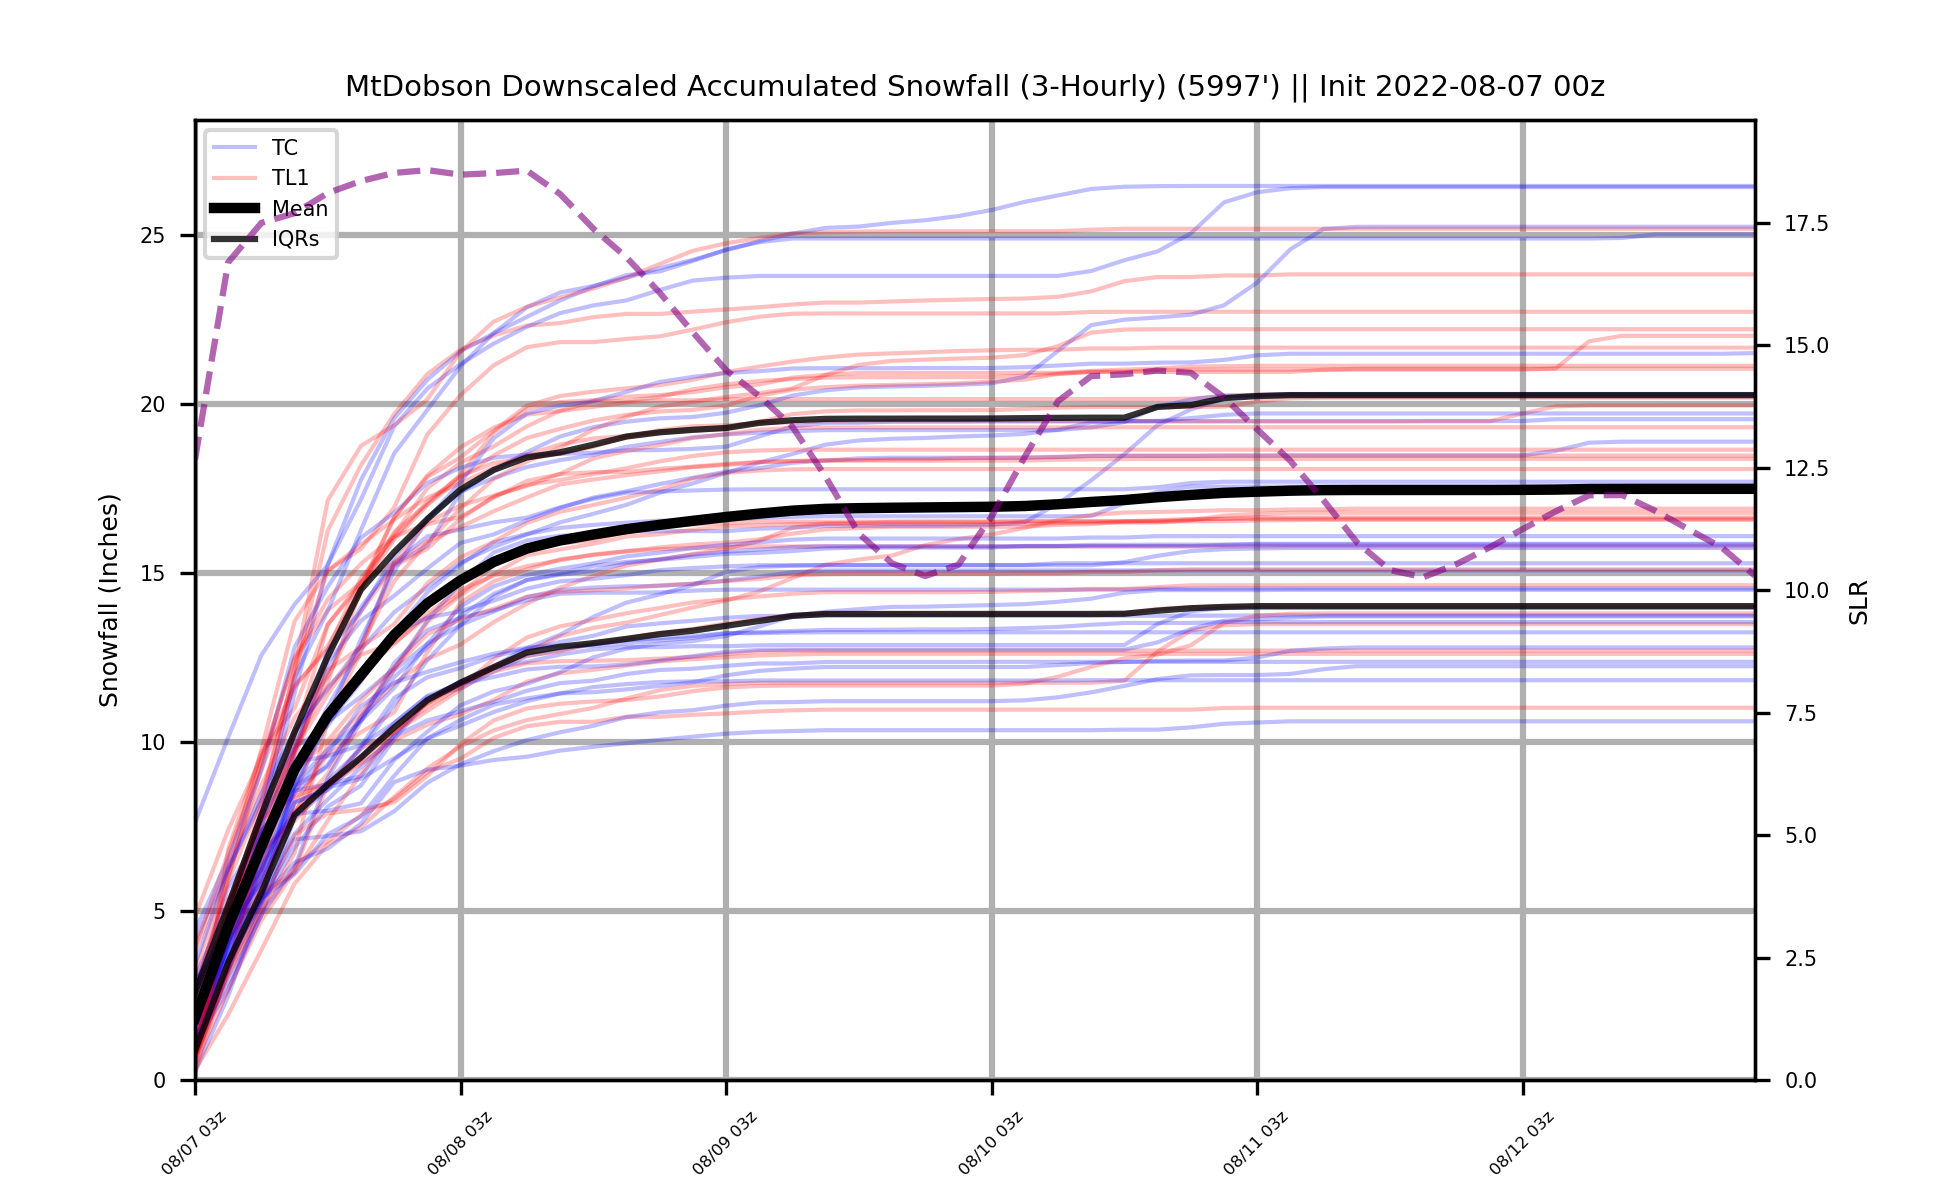 MtDobson Downscaled Accumulated Snowfall (3-Hourly) (5997') || Init 2022-08-07 00z
TC
TL1
Mean
IQRs
Snowfall (Inches)
25
20
15
10
5
0
17.5
15.0
12.5
10.0
7.5
5.0
2.5
0.0
SLR
08/07 03z
08/08 03z
08/09 03z
08/10 03z
08/11 03z
08/12 03z